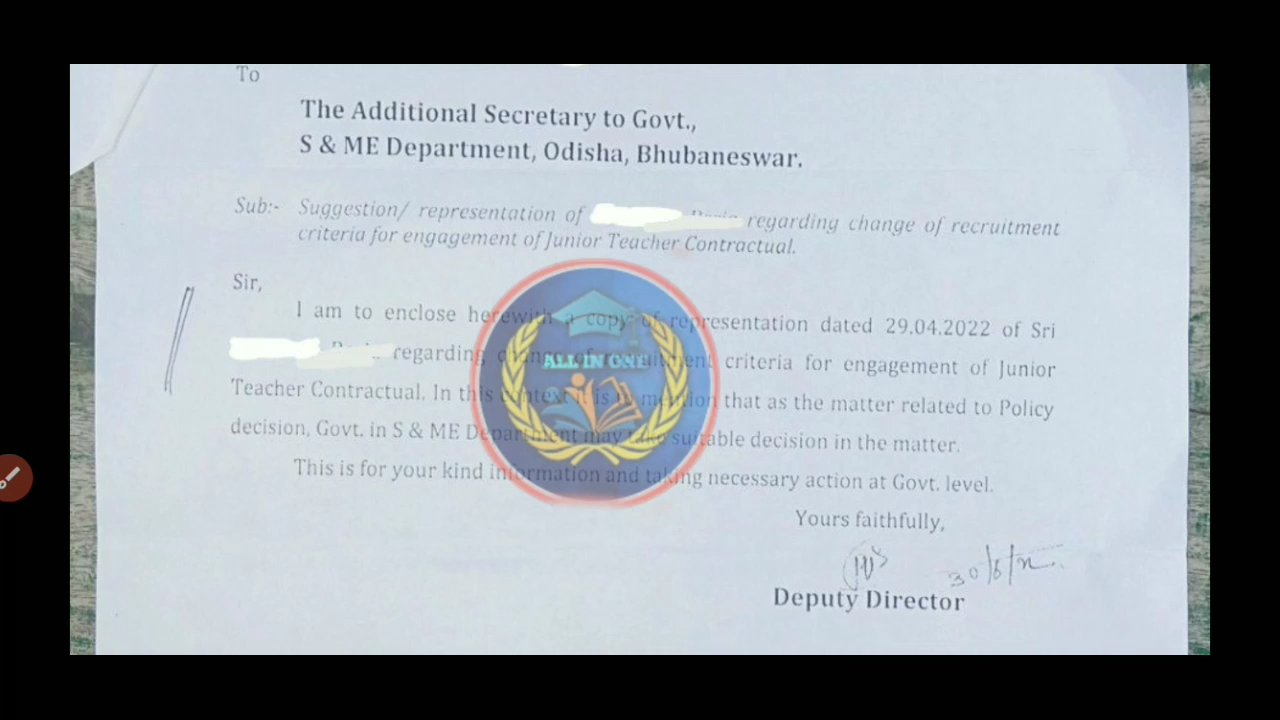 To
The Additional Secretary to Govt.,
S & ME Department, Odisha, Bhubaneswar.
Sub:- Suggestion/ representation of regarding change of recruitment
criteria for engagement of Junior Teacher Contractual.
Sir,
I am to enclose herewith a copy of representation dated 29.04.2022 of Sri
regarding change of recruitment criteria for engagement of Junior
Teacher Contractual. In this context it is to mention that as the matter related to Policy
decision, Govt. in S & ME Department may take suitable decision in the matter.
This is for your kind information and taking necessary action at Govt. level.
ALL IN ONE
Yours faithfully,
Deputy Director